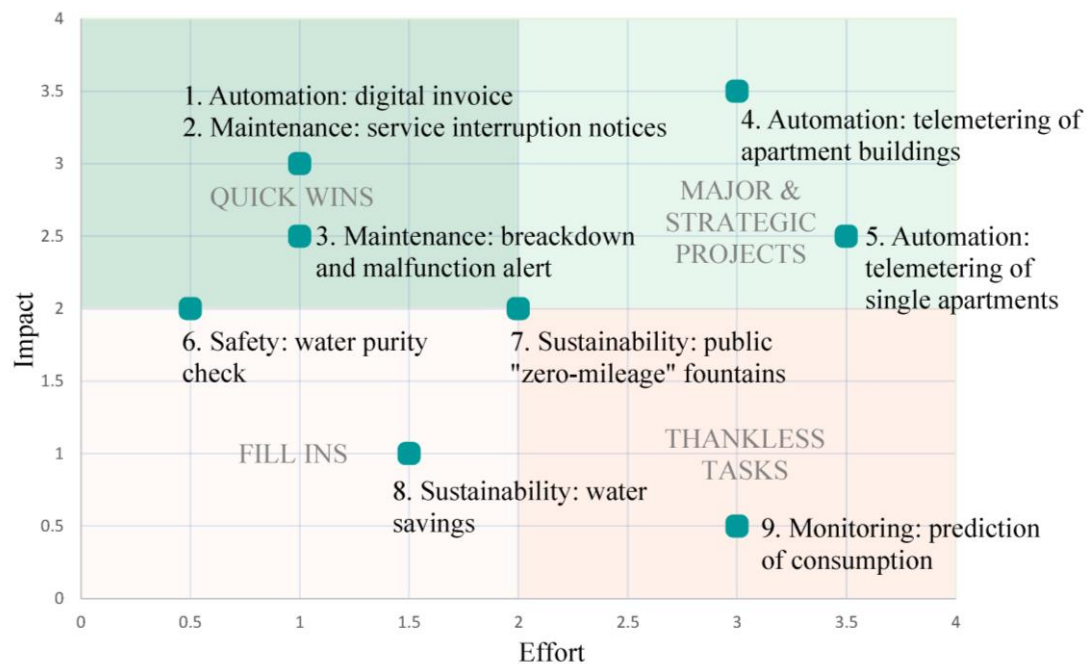 4
3.5
3
2.5
2
1.5
1
0.5
0
Impact
1. Automation: digital invoice
2. Maintenance: service interruption notices
QUICK WINS
3. Maintenance: breackdown
and malfunction alert
4. Automation: telemetering of
apartment buildings
MAJOR &
STRATEGIC
PROJECTS
5. Automation:
telemetering of
single apartments
6. Safety: water purity
check
7. Sustainability: public
"zero-mileage" fountains
FILL INS
8. Sustainability: water
savings
THANKLESS
TASKS
9. Monitoring: prediction
of consumption
0 0.5 1 1.5 2 2.5 3 3.5 4
Effort